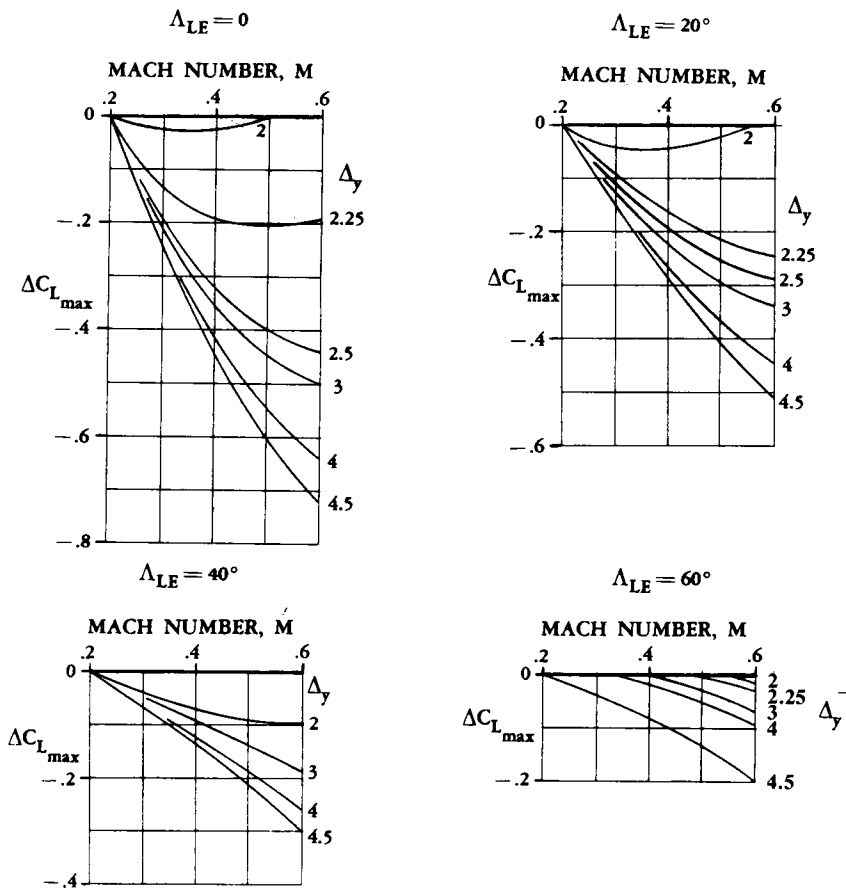 Λ_LE = 0
MACH NUMBER, M
.2 .4 .6
0
−.2
−.4
−.6
−.8
ΔC_L_max
Δ_y
2
2.25
2.5
3
4
4.5
Λ_LE = 20°
MACH NUMBER, M
.2 .4 .6
0
−.2
−.4
−.6
ΔC_L_max
Δ_y
2
2.25
2.5
3
4
4.5
Λ_LE = 40°
MACH NUMBER, M
.2 .4 .6
0
−.2
−.4
ΔC_L_max
Δ_y
2
3
4
4.5
Λ_LE = 60°
MACH NUMBER, M
.2 .4 .6
0
−.2
ΔC_L_max
Δ_y
2
2.25
3
4
4.5